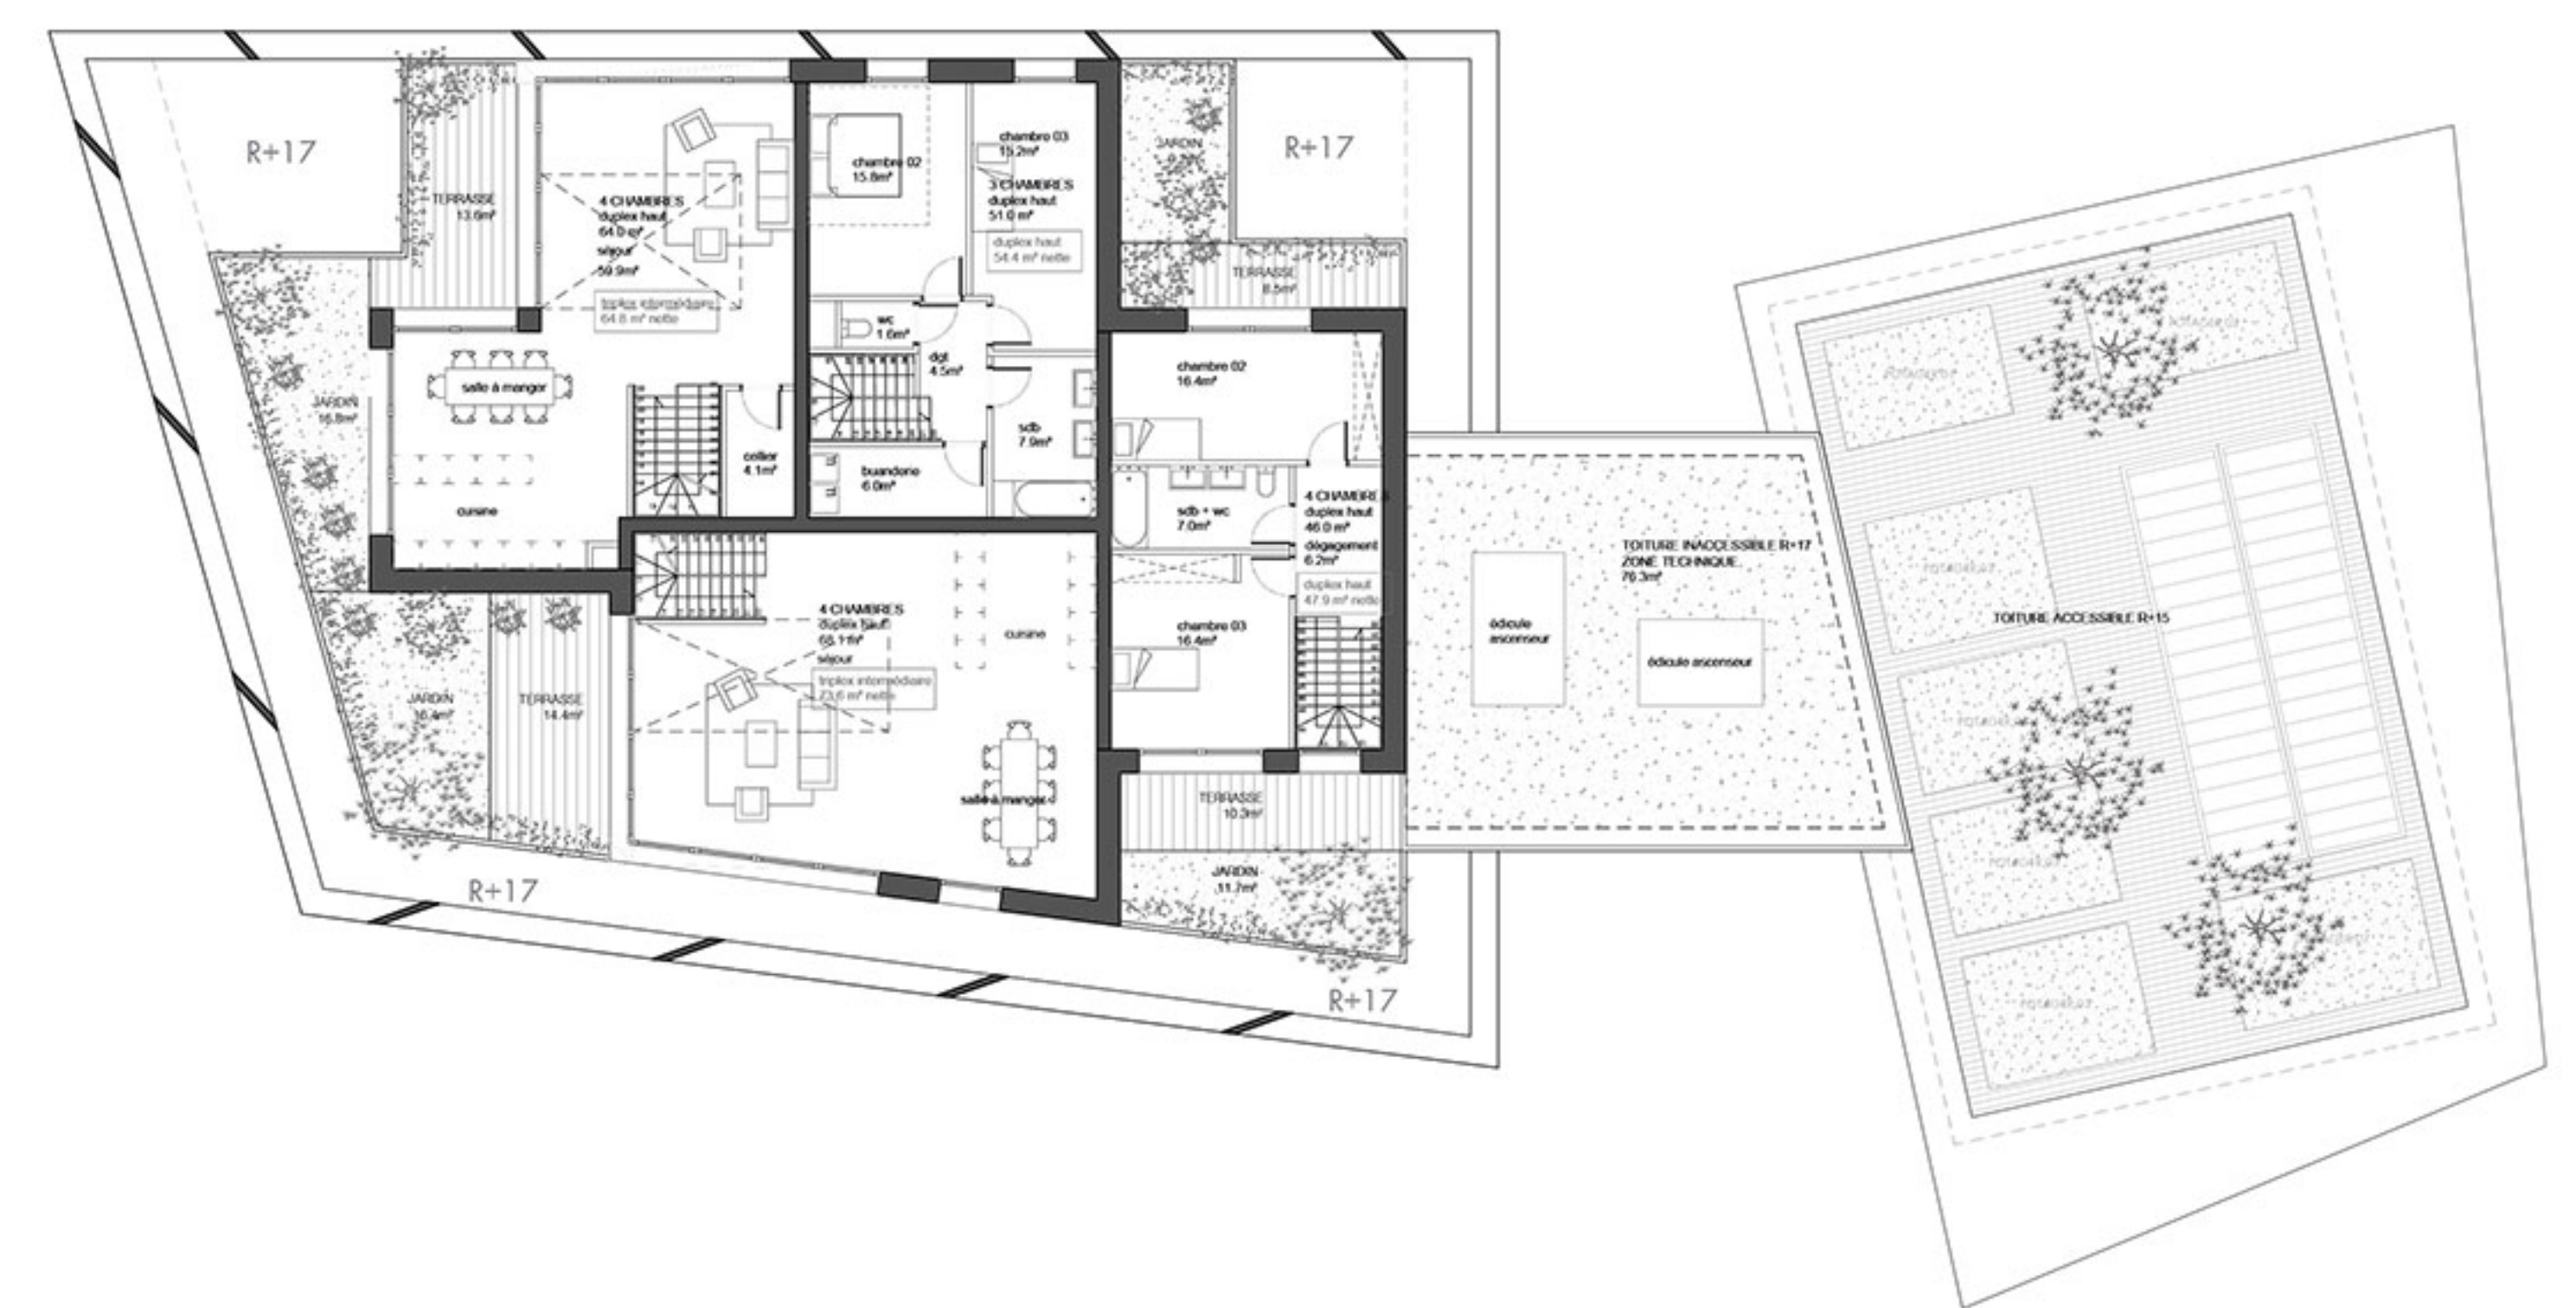 R+17
TERRASSE
13.6m²
4 CHAMBRES
duplex haut
64.0 m²
séjour
59.9m²
triplex intermédiaire
64.8 m² nette
chambre 02
15.8m²
chambre 03
15.2m²
3 CHAMBRES
duplex haut
51.0 m²
duplex haut
54.4 m² nette
JARDIN
R+17
TERRASSE
8.5m²
wc
1.6m²
dgt
4.5m²
salle à manger
JARDIN
16.8m²
cellier
4.1m²
cuisine
buanderie
6.0m²
sdb
7.9m²
chambre 02
16.4m²
sdb + wc
7.0m²
4 CHAMBRES
duplex haut
46.0 m²
dégagement
6.2m²
duplex haut
47.9 m² nette
chambre 03
16.4m²
4 CHAMBRES
duplex haut
séjour
triplex intermédiaire
73.6 m² nette
cuisine
salle à manger
JARDIN
16.4m²
TERRASSE
14.4m²
TERRASSE
10.3m²
JARDIN
11.7m²
R+17
R+17
TOITURE INACCESSIBLE R+17
ZONE TECHNIQUE
76.3m²
édicule
ascenseur
édicule ascenseur
TOITURE ACCESSIBLE R+15